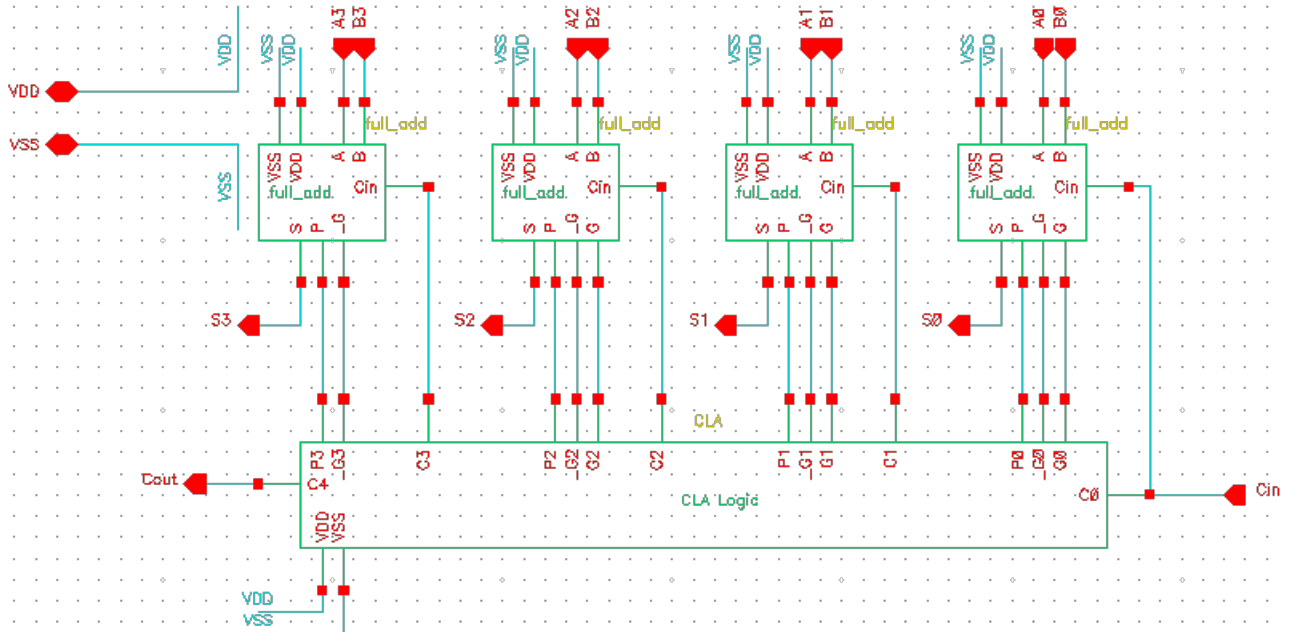 A3 B3 A2 B2 A1 B1 A0 B0
VDD VSS VDD VSS VDD VSS VDD VSS VDD
VDD
full_add full_add full_add full_add
VSS
VSS VDD A B VSS VDD A B VSS VDD A B VSS VDD A B
VSS full_add Cin full_add Cin full_add Cin full_add Cin
S P _G S P _G G S P _G G S P _G G
S3 S2 S1 S0
CLA
P3 _G3 C3 P2 _G2 G2 C2 P1 _G1 G1 C1 P0 _G0 G0
Cout C4 CLA Logic C0 Cin
VDD VSS
VDD
VSS